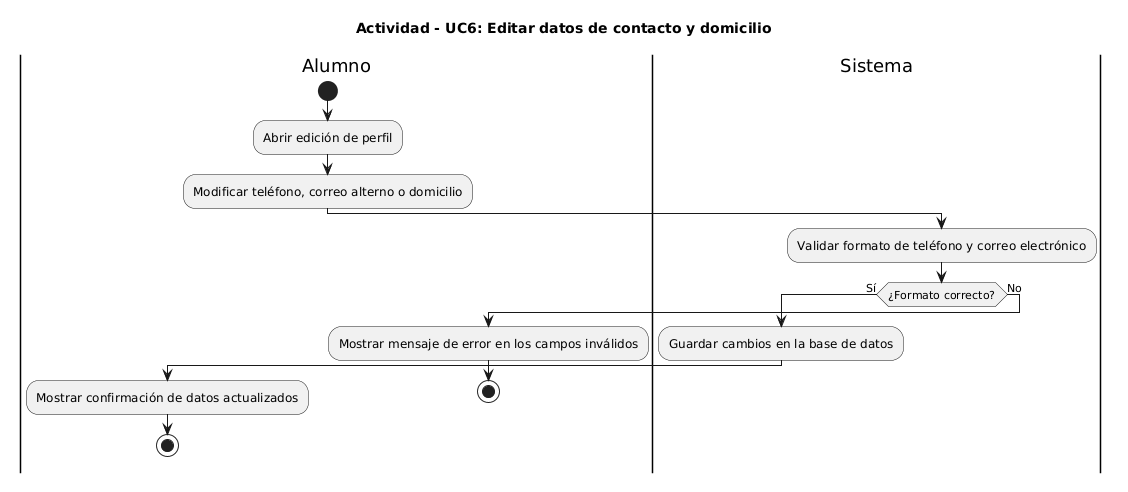 Actividad - UC6: Editar datos de contacto y domicilio
Alumno
Sistema
Abrir edición de perfil
Modificar teléfono, correo alterno o domicilio
Validar formato de teléfono y correo electrónico
Sí
¿Formato correcto?
No
Mostrar mensaje de error en los campos inválidos
Guardar cambios en la base de datos
Mostrar confirmación de datos actualizados